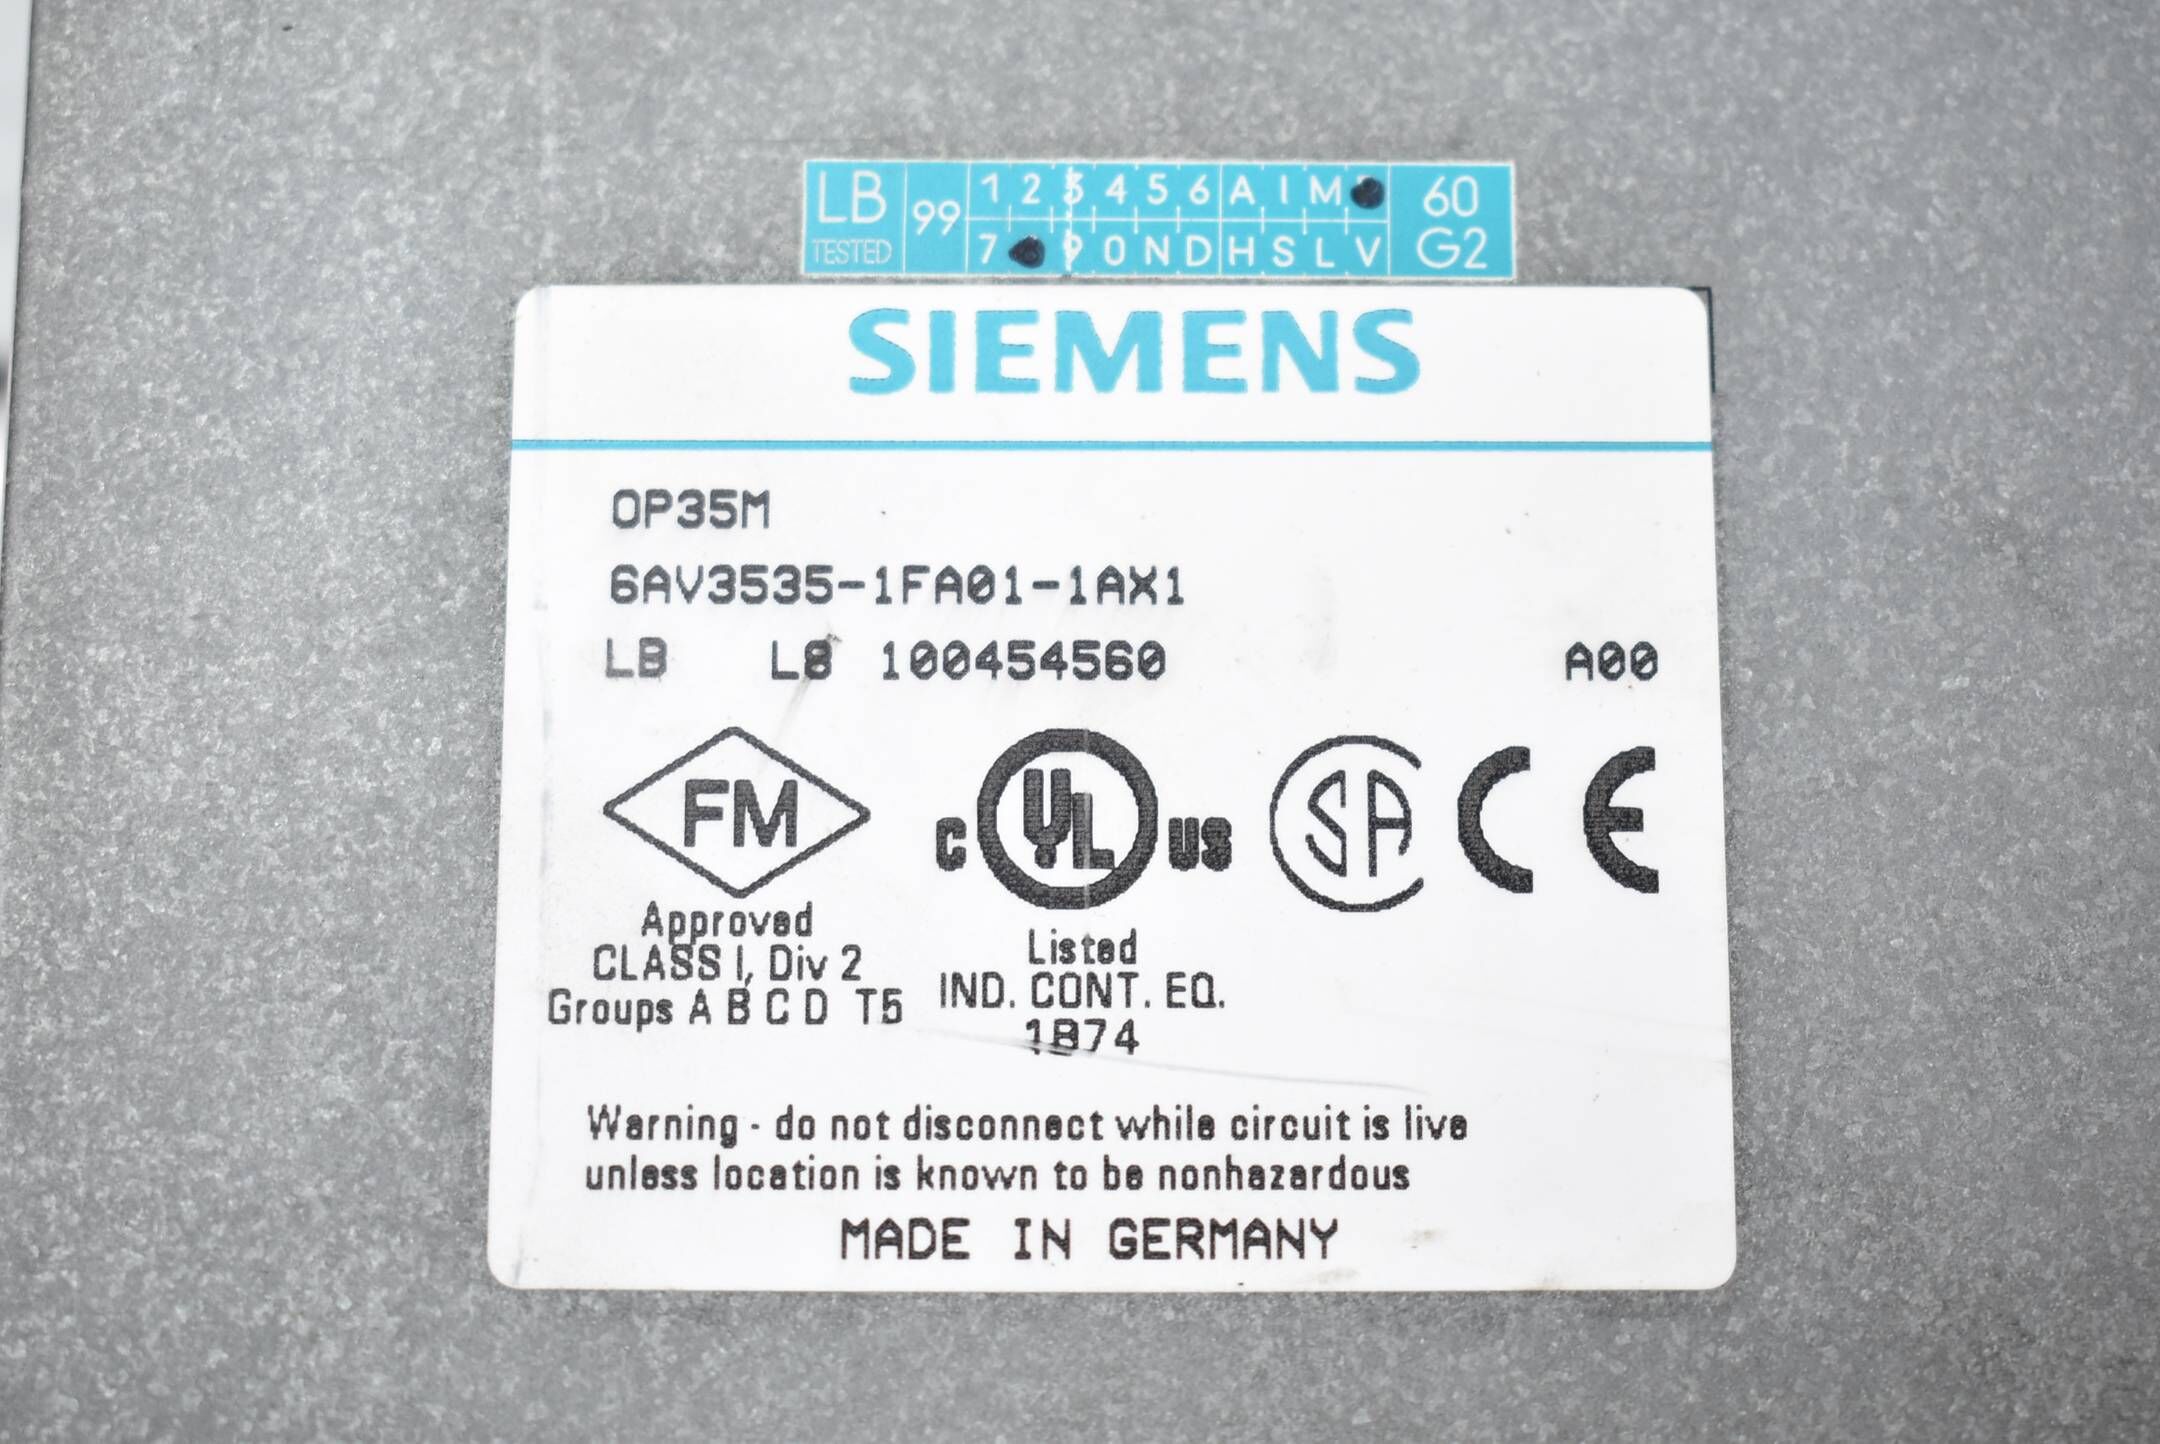 LB 99 1 2 3 4 5 6 A I M 60
TESTED 7 9 O N D H S L V G2
SIEMENS
OP35M
6AV3535-1FA01-1AX1
LB L8 100454560 A00
FM C UL US SA CE
Approved
CLASS I, Div 2
Groups A B C D T5
Listed
IND. CONT. EQ.
1B74
Warning - do not disconnect while circuit is live
unless location is known to be nonhazardous
MADE IN GERMANY